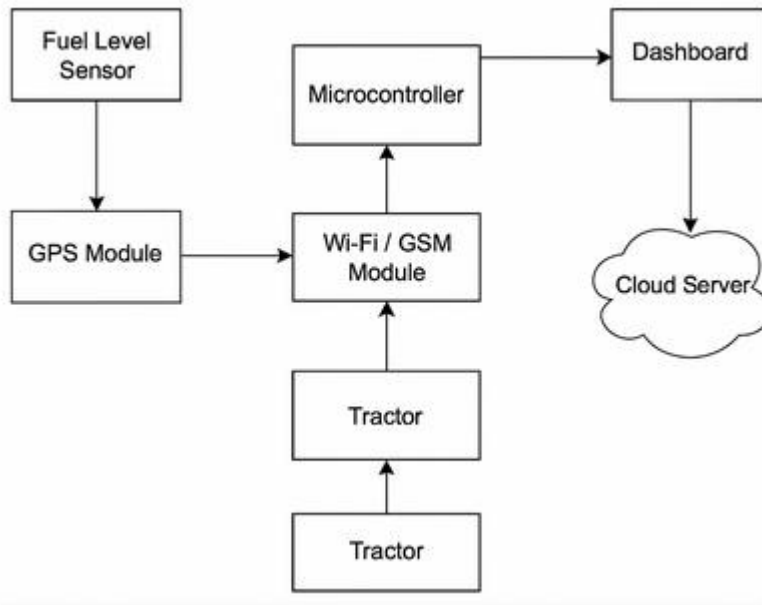 Fuel Level
Sensor
Microcontroller
Dashboard
GPS Module
Wi-Fi / GSM
Module
Cloud Server
Tractor
Tractor